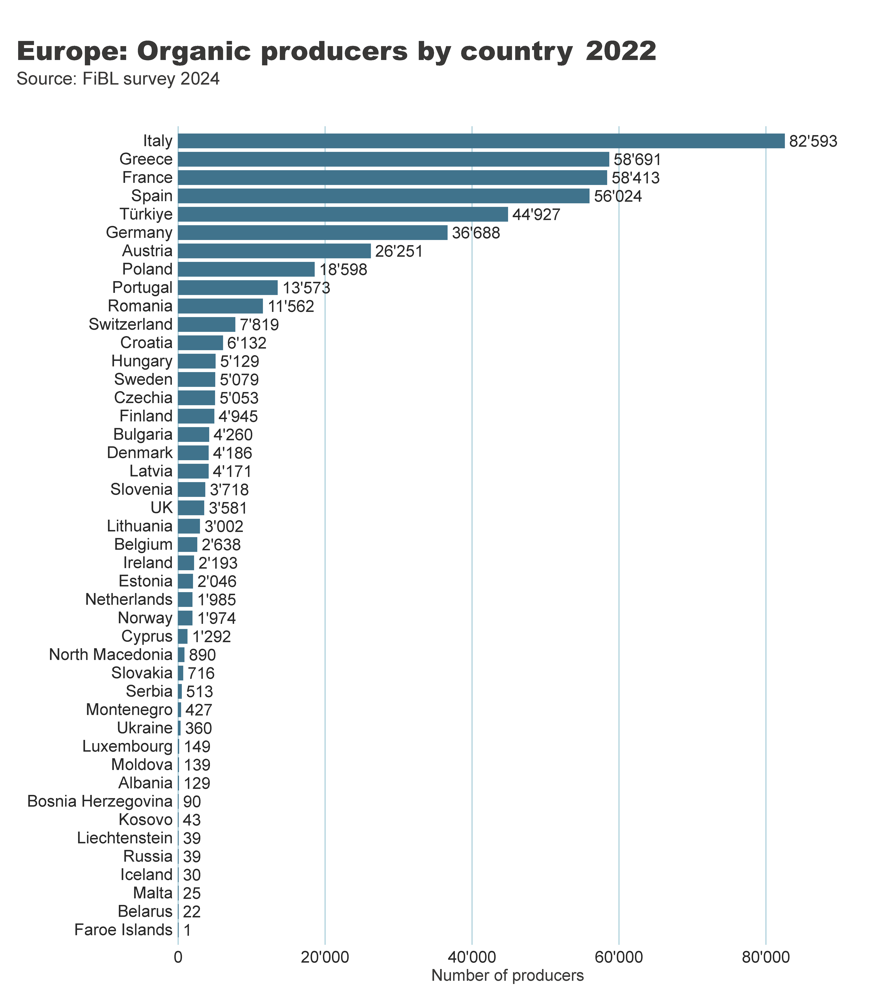 Europe: Organic producers by country 2022
Source: FiBL survey 2024
Italy 82'593
Greece 58'691
France 58'413
Spain 56'024
Türkiye 44'927
Germany 36'688
Austria 26'251
Poland 18'598
Portugal 13'573
Romania 11'562
Switzerland 7'819
Croatia 6'132
Hungary 5'129
Sweden 5'079
Czechia 5'053
Finland 4'945
Bulgaria 4'260
Denmark 4'186
Latvia 4'171
Slovenia 3'718
UK 3'581
Lithuania 3'002
Belgium 2'638
Ireland 2'193
Estonia 2'046
Netherlands 1'985
Norway 1'974
Cyprus 1'292
North Macedonia 890
Slovakia 716
Serbia 513
Montenegro 427
Ukraine 360
Luxembourg 149
Moldova 139
Albania 129
Bosnia Herzegovina 90
Kosovo 43
Liechtenstein 39
Russia 39
Iceland 30
Malta 25
Belarus 22
Faroe Islands 1
0 20'000 40'000 60'000 80'000
Number of producers